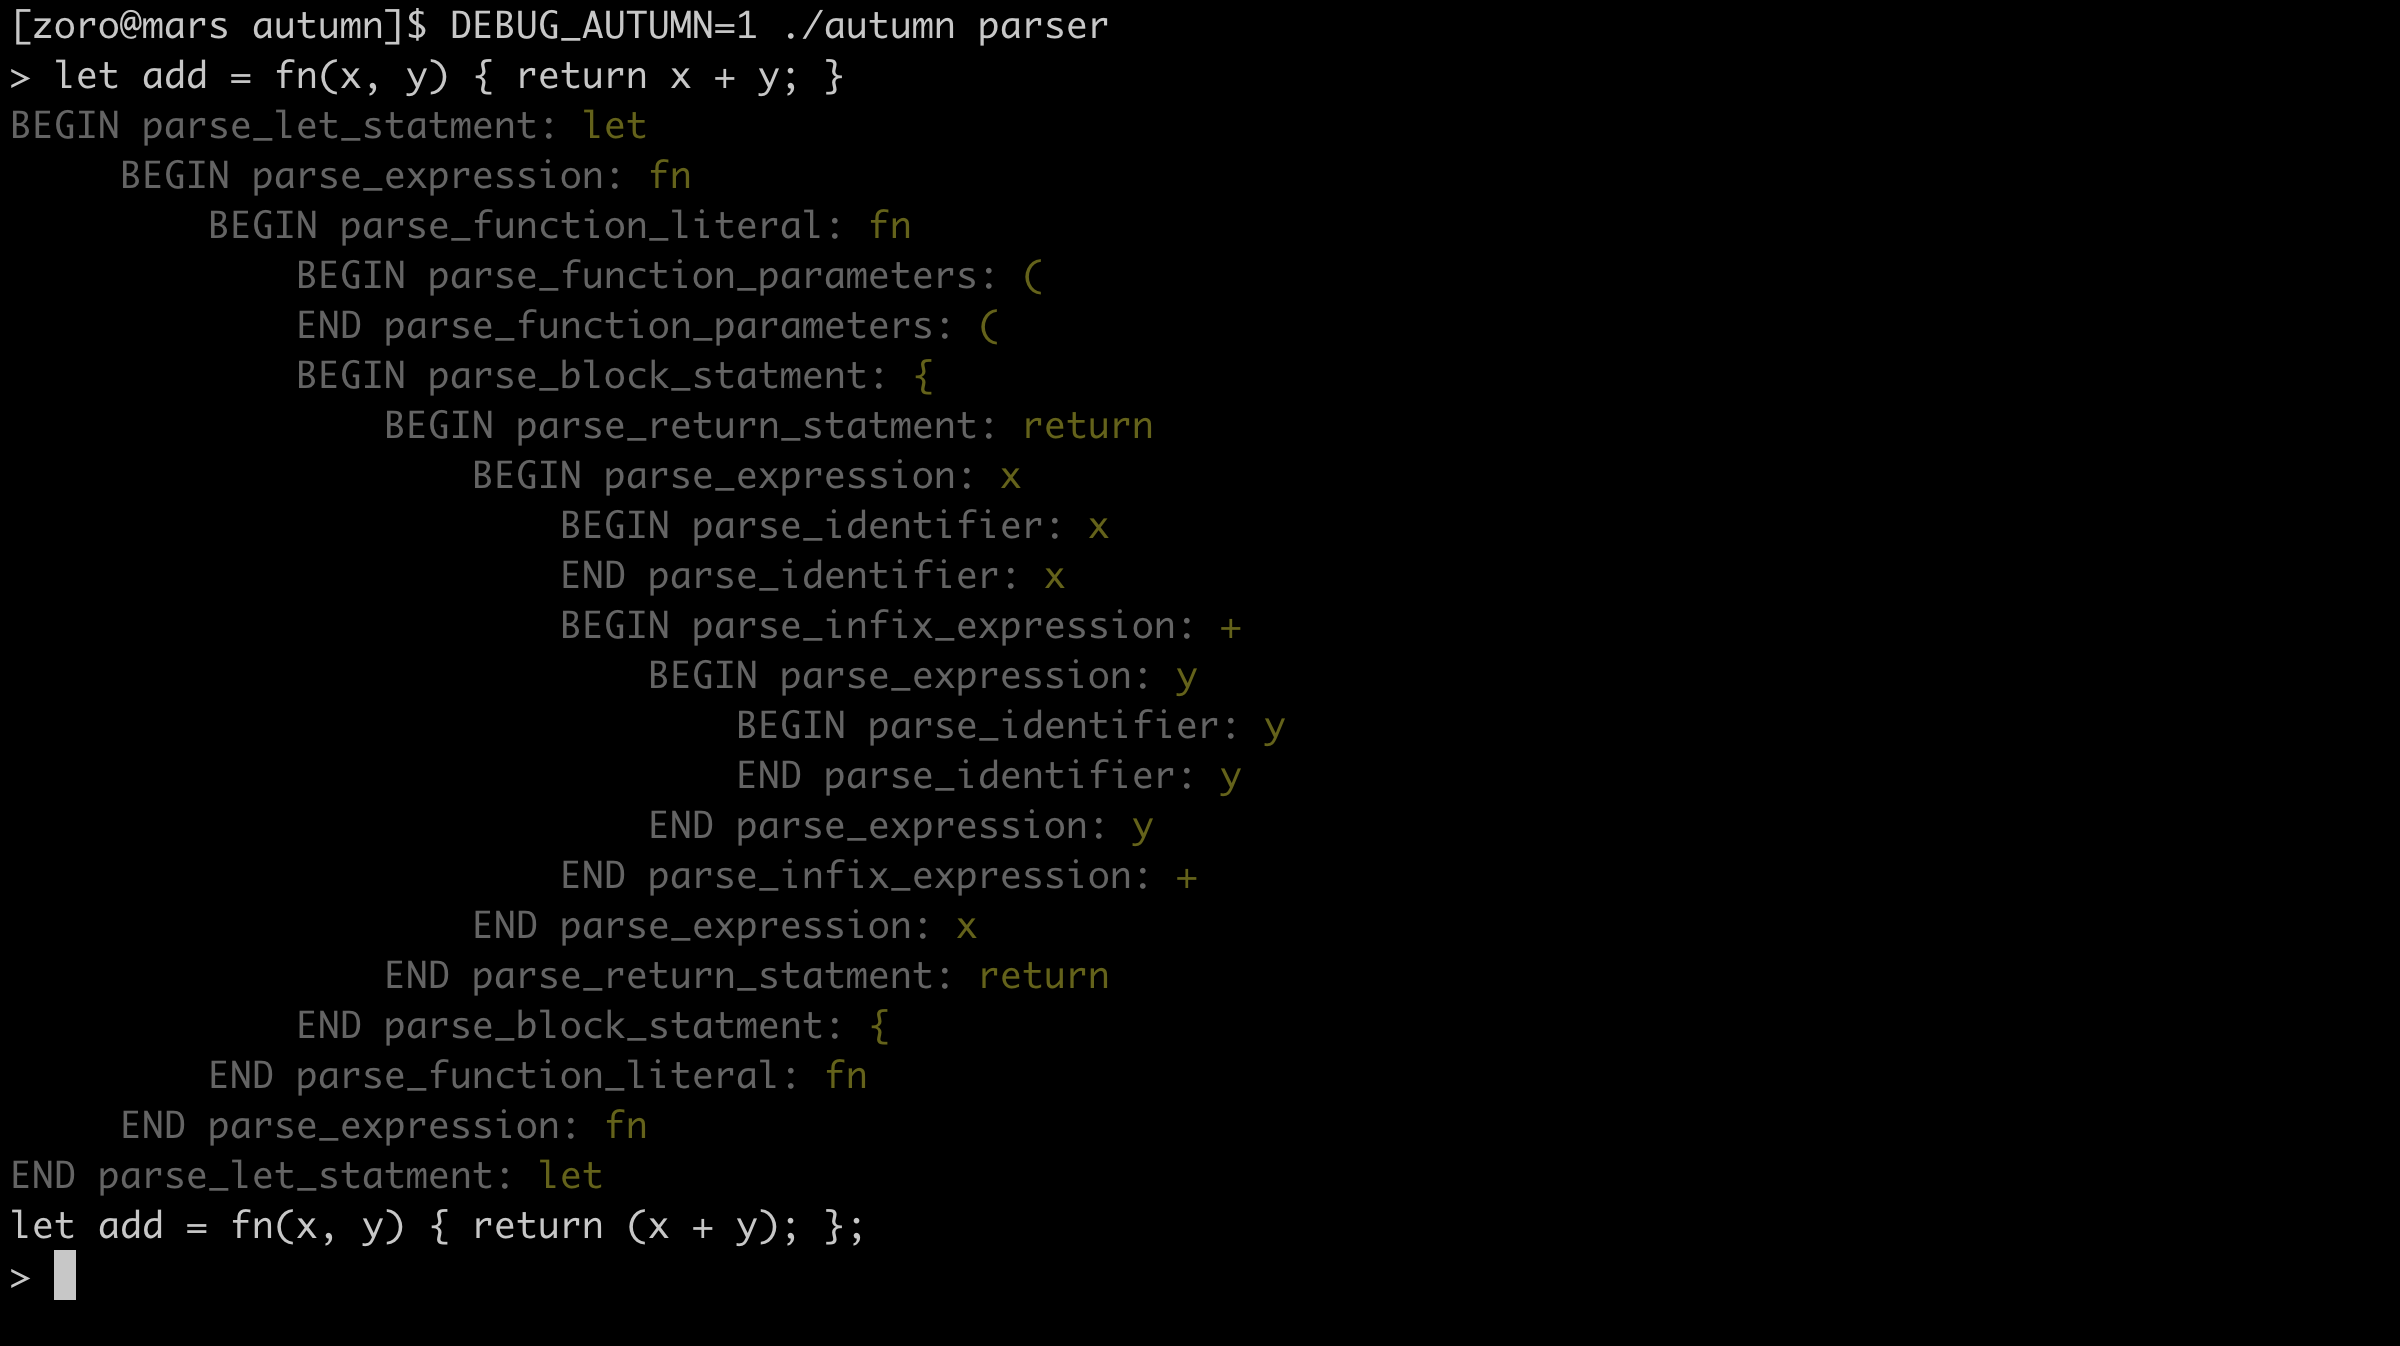 [zoro@mars autumn]$ DEBUG_AUTUMN=1 ./autumn parser
> let add = fn(x, y) { return x + y; }
BEGIN parse_let_statment: let
     BEGIN parse_expression: fn
         BEGIN parse_function_literal: fn
             BEGIN parse_function_parameters: (
             END parse_function_parameters: (
             BEGIN parse_block_statment: {
                 BEGIN parse_return_statment: return
                     BEGIN parse_expression: x
                         BEGIN parse_identifier: x
                         END parse_identifier: x
                         BEGIN parse_infix_expression: +
                             BEGIN parse_expression: y
                                 BEGIN parse_identifier: y
                                 END parse_identifier: y
                             END parse_expression: y
                         END parse_infix_expression: +
                     END parse_expression: x
                 END parse_return_statment: return
             END parse_block_statment: {
         END parse_function_literal: fn
     END parse_expression: fn
END parse_let_statment: let
let add = fn(x, y) { return (x + y); };
>